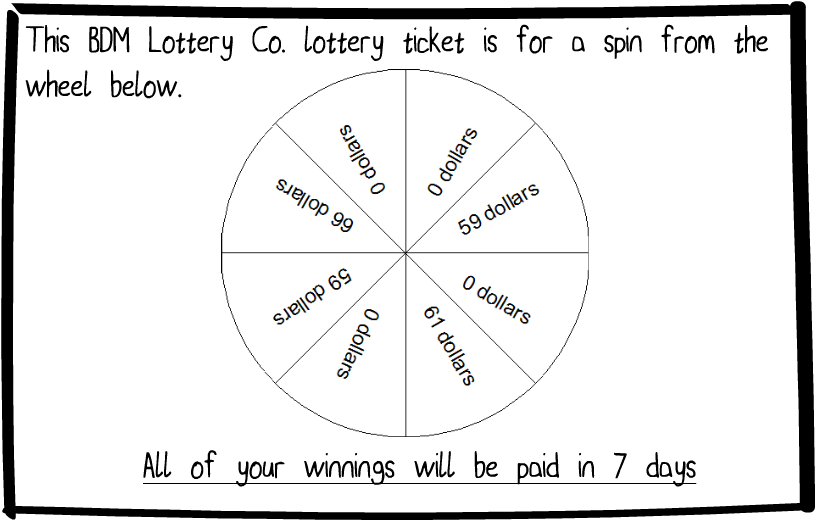 This BDM Lottery Co. lottery ticket is for a spin from the
wheel below.
0 dollars
59 dollars
0 dollars
61 dollars
0 dollars
59 dollars
66 dollars
0 dollars
All of your winnings will be paid in 7 days